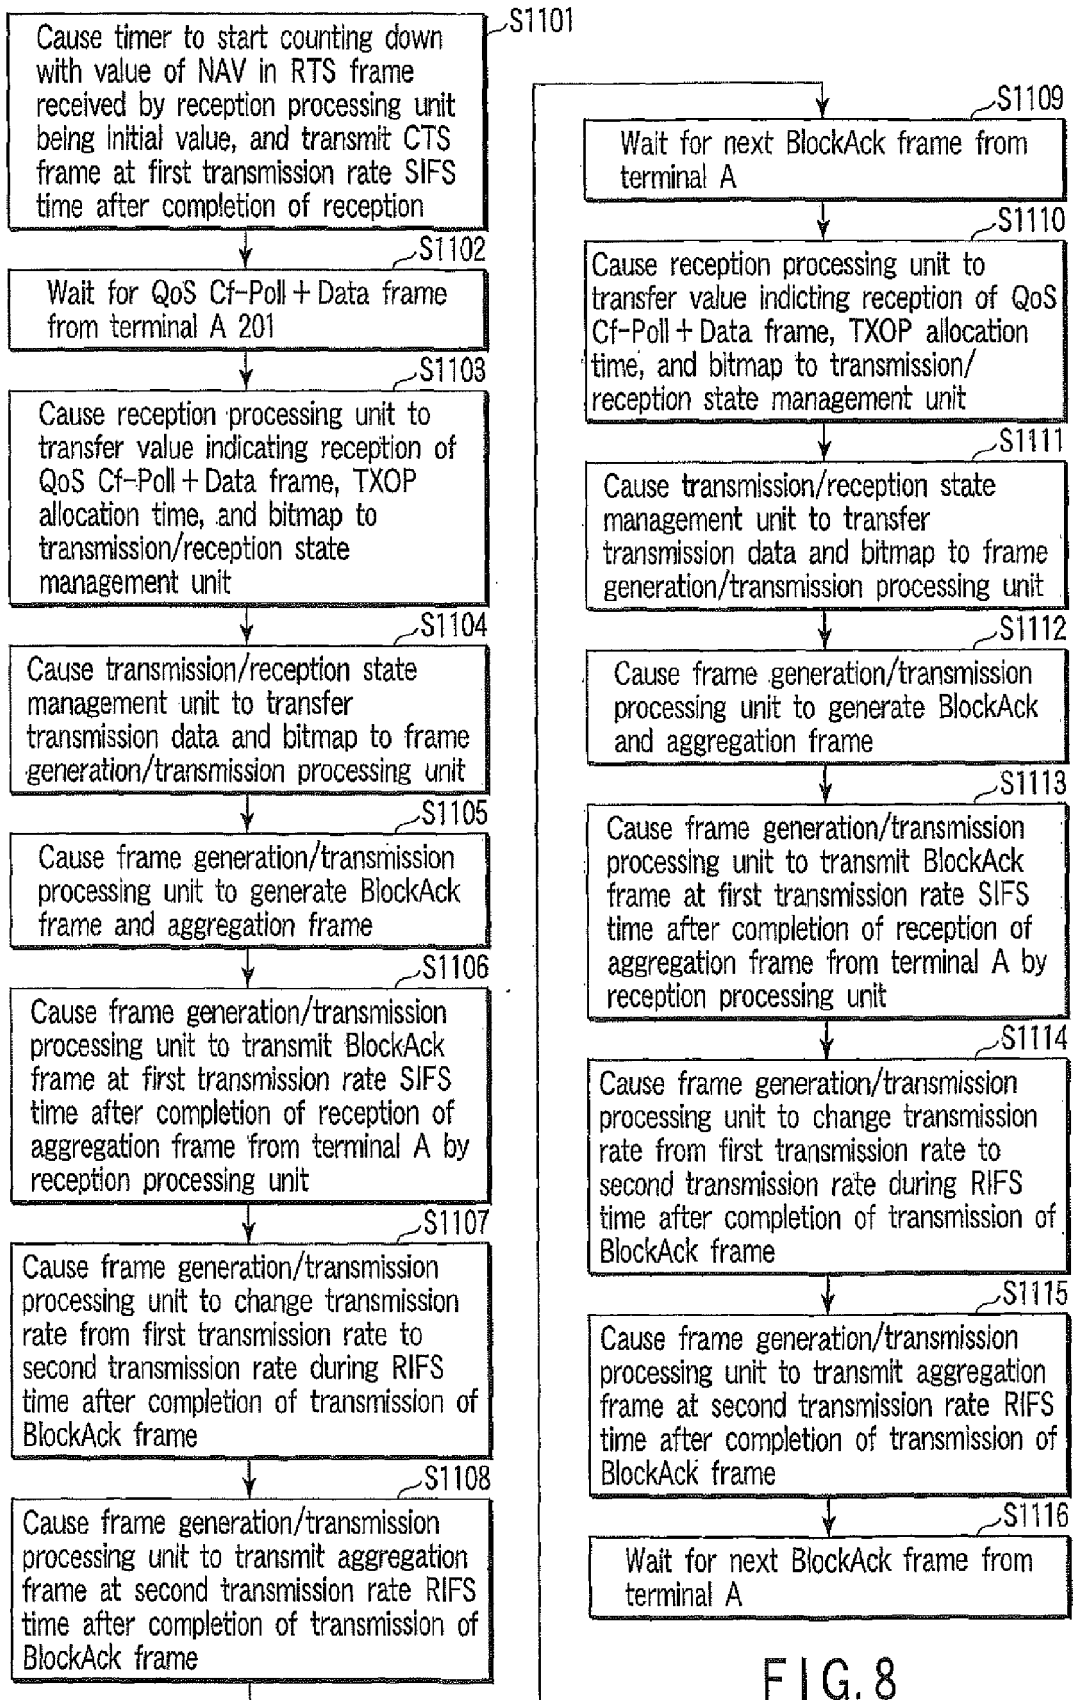 S1101
Cause timer to start counting down
with value of NAV in RTS frame
received by reception processing unit
being initial value, and transmit CTS
frame at first transmission rate SIFS
time after completion of reception
S1102
Wait for QoS Cf-Poll + Data frame
from terminal A 201
S1103
Cause reception processing unit to
transfer value indicating reception of
QoS Cf-Poll + Data frame, TXOP
allocation time, and bitmap to
transmission/reception state
management unit
S1104
Cause transmission/reception state
management unit to transfer
transmission data and bitmap to frame
generation/transmission processing unit
S1105
Cause frame generation/transmission
processing unit to generate BlockAck
frame and aggregation frame
S1106
Cause frame generation/transmission
processing unit to transmit BlockAck
frame at first transmission rate SIFS
time after completion of reception of
aggregation frame from terminal A by
reception processing unit
S1107
Cause frame generation/transmission
processing unit to change transmission
rate from first transmission rate to
second transmission rate during RIFS
time after completion of transmission of
BlockAck frame
S1108
Cause frame generation/transmission
processing unit to transmit aggregation
frame at second transmission rate RIFS
time after completion of transmission of
BlockAck frame
S1109
Wait for next BlockAck frame from
terminal A
S1110
Cause reception processing unit to
transfer value indicting reception of QoS
Cf-Poll + Data frame, TXOP allocation
time, and bitmap to transmission/
reception state management unit
S1111
Cause transmission/reception state
management unit to transfer
transmission data and bitmap to frame
generation/transmission processing unit
S1112
Cause frame generation/transmission
processing unit to generate BlockAck
and aggregation frame
S1113
Cause frame generation/transmission
processing unit to transmit BlockAck
frame at first transmission rate SIFS
time after completion of reception of
aggregation frame from terminal A by
reception processing unit
S1114
Cause frame generation/transmission
processing unit to change transmission
rate from first transmission rate to
second transmission rate during RIFS
time after completion of transmission of
BlockAck frame
S1115
Cause frame generation/transmission
processing unit to transmit aggregation
frame at second transmission rate RIFS
time after completion of transmission of
BlockAck frame
S1116
Wait for next BlockAck frame from
terminal A
FIG. 8